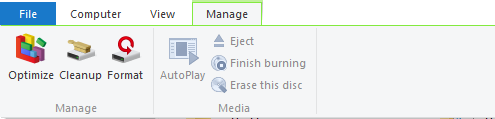 File Computer View Manage
Optimize Cleanup Format
AutoPlay
Eject
Finish burning
Erase this disc
Manage Media